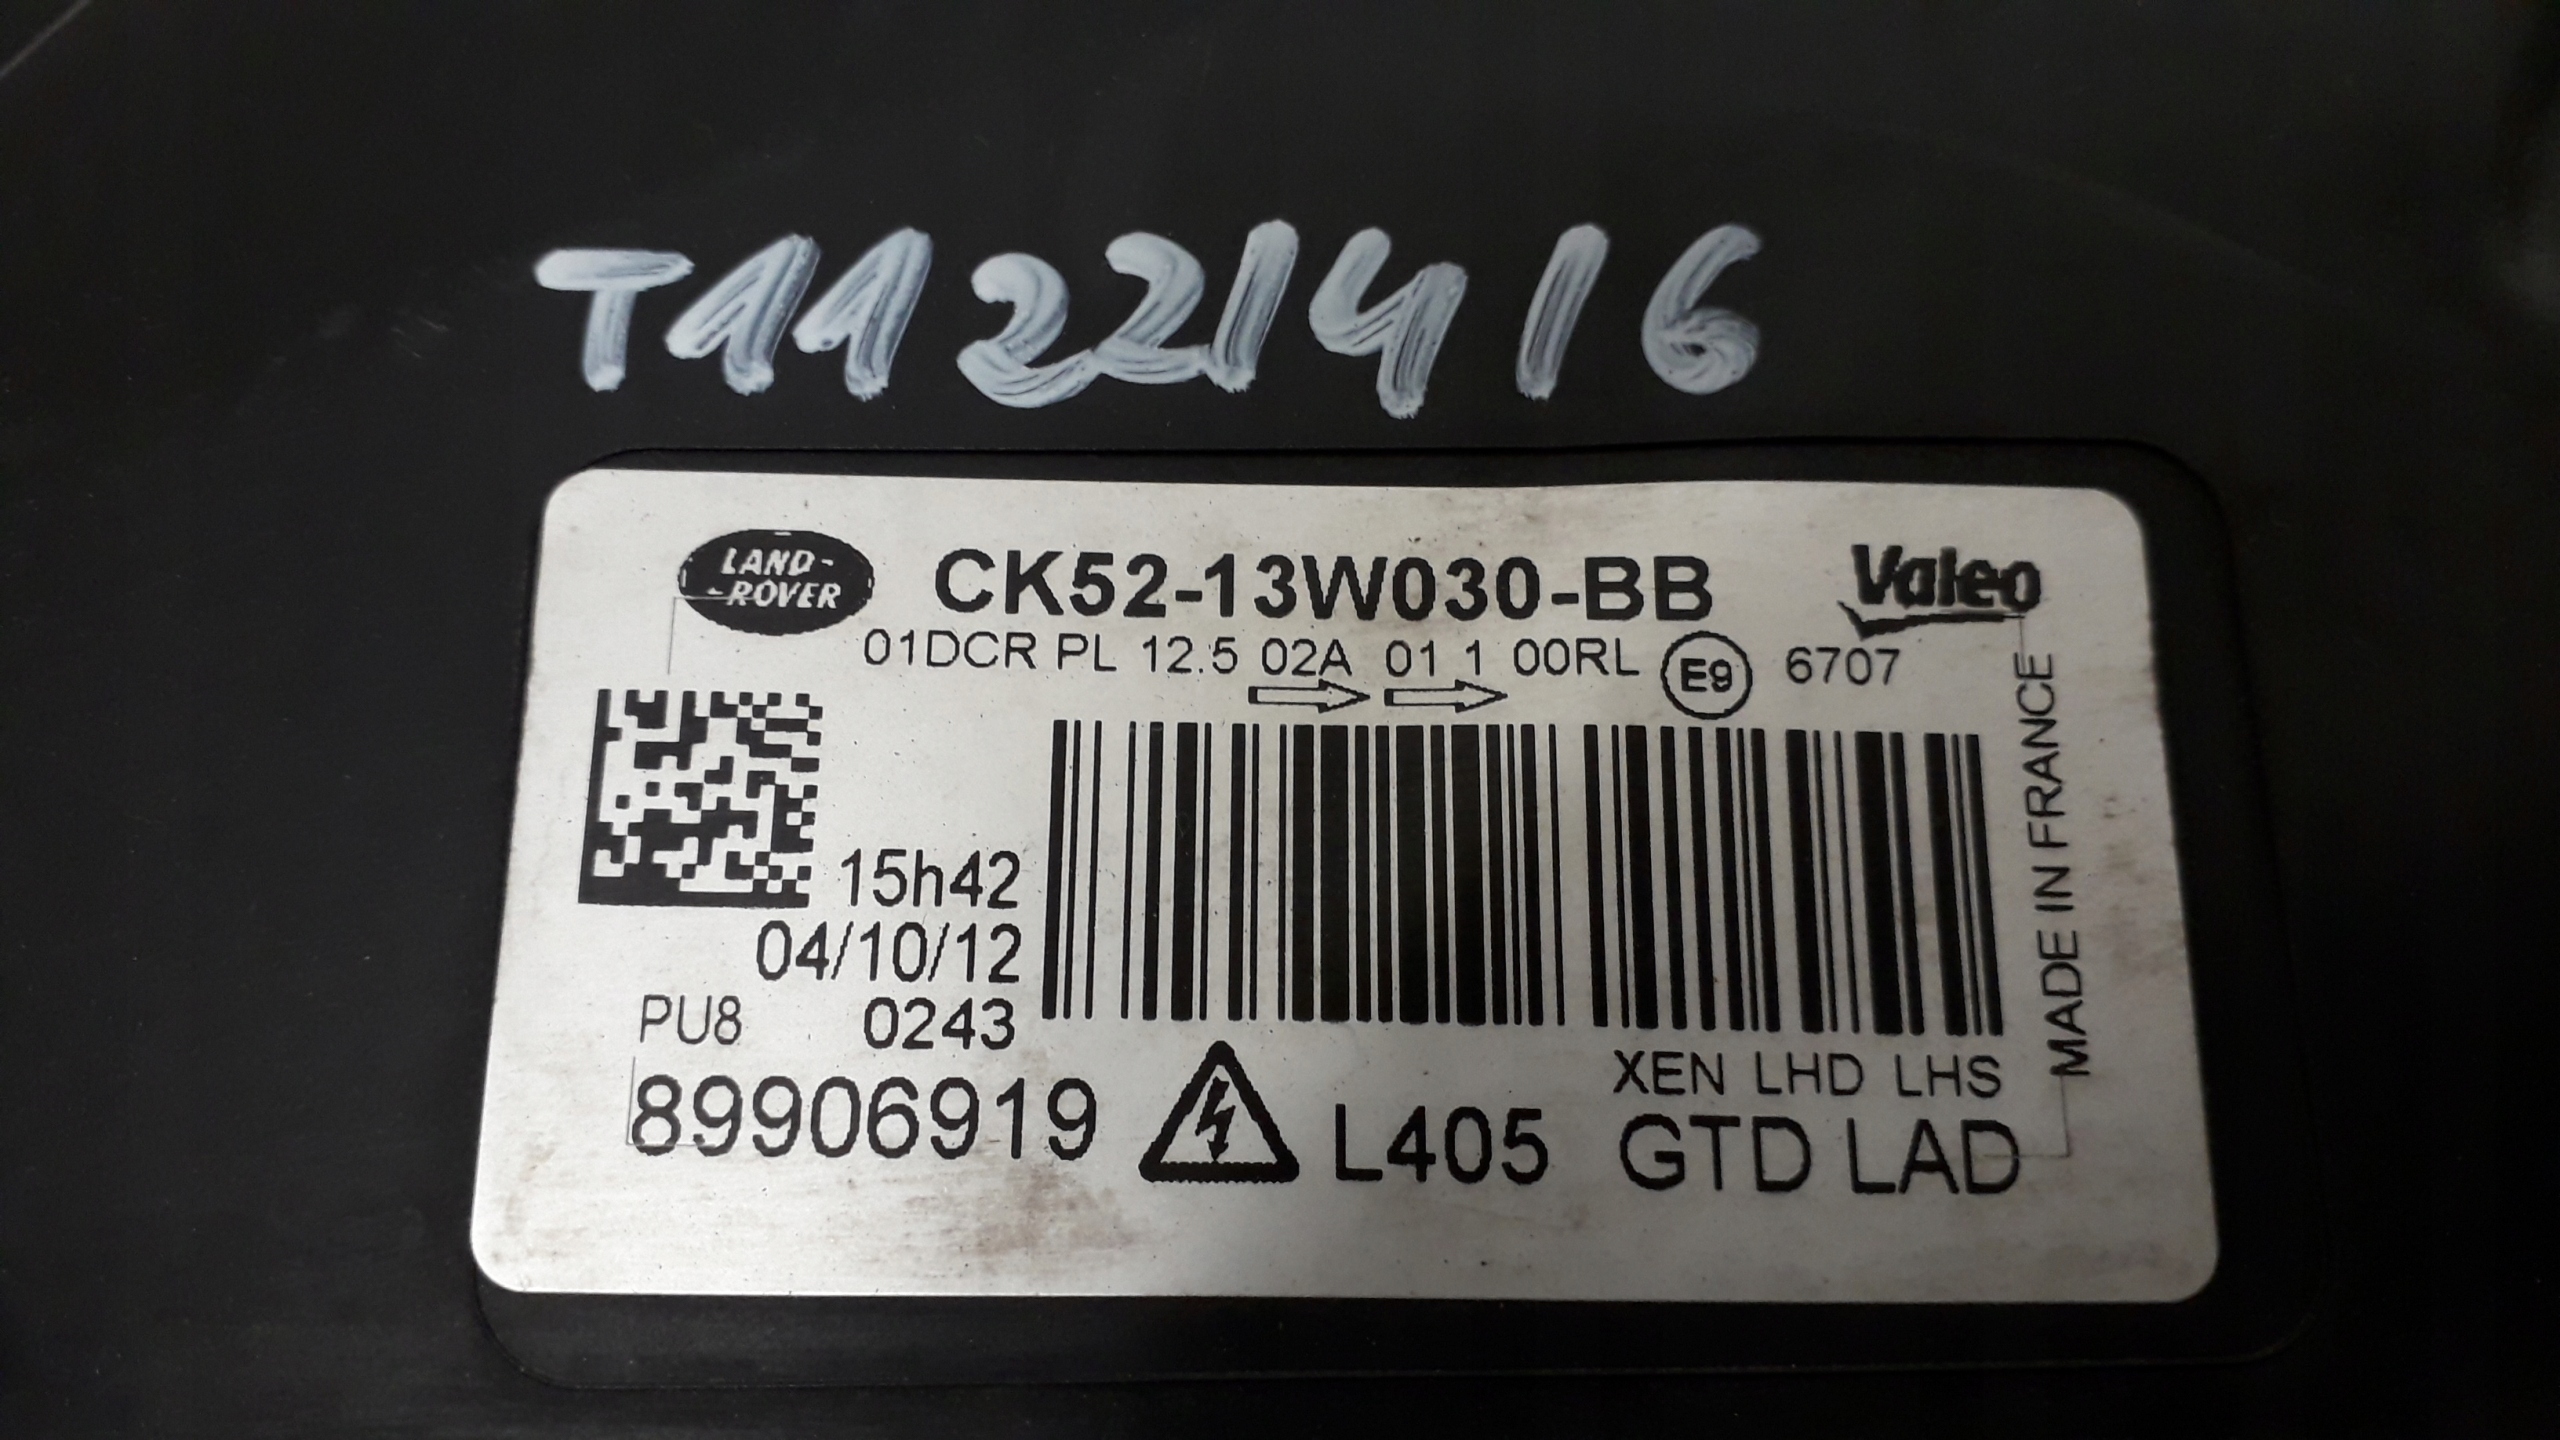 T11221416
LAND-
-ROVER
CK52-13W030-BB
Valeo
01DCR PL 12.5 02A 01 1 00RL E9 6707
MADE IN FRANCE
15h42
04/10/12
PU8 0243
XEN LHD LHS
89906919 L405 GTD LAD